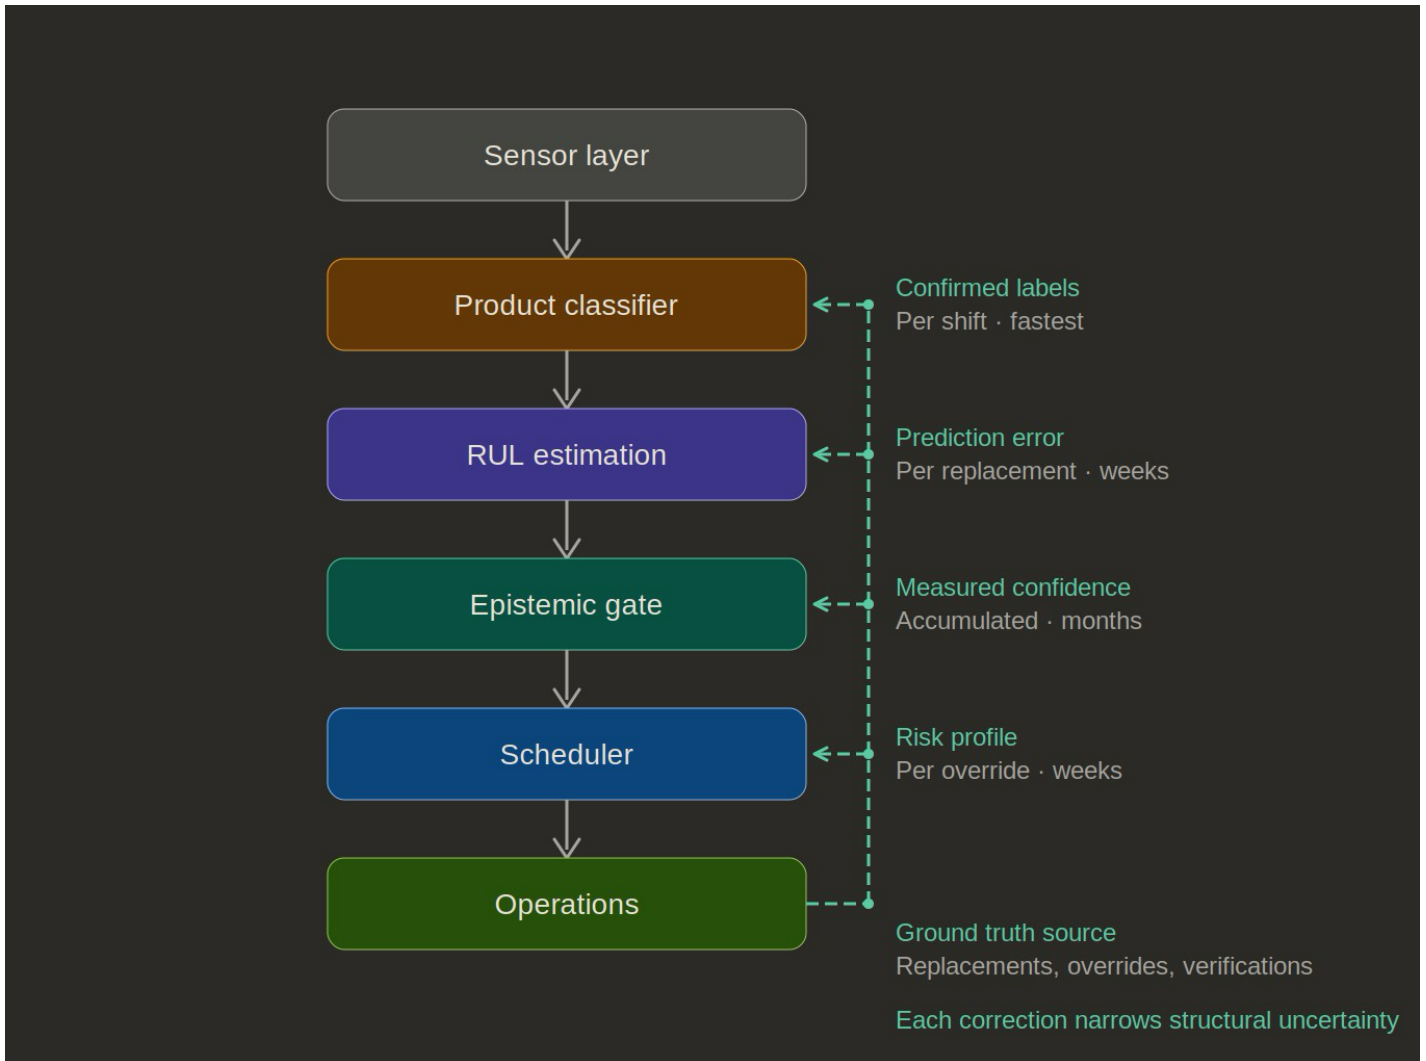 Sensor layer
Product classifier
Confirmed labels
Per shift · fastest
RUL estimation
Prediction error
Per replacement · weeks
Epistemic gate
Measured confidence
Accumulated · months
Scheduler
Risk profile
Per override · weeks
Operations
Ground truth source
Replacements, overrides, verifications
Each correction narrows structural uncertainty